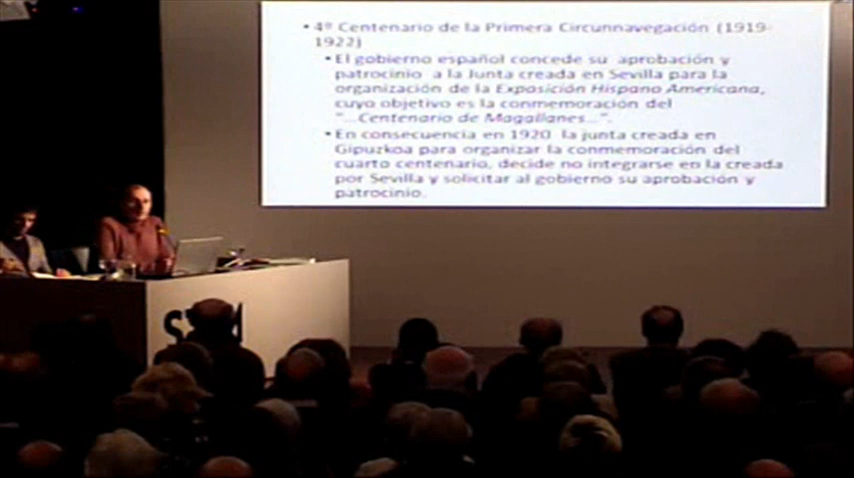 • 4º Centenario de la Primera Circunnavegación (1919-
1922)
• El gobierno español concede su aprobación y
patrocinio a la Junta creada en Sevilla para la
organización de la Exposición Hispano Americana,
cuyo objetivo es la conmemoración del
"...Centenario de Magallanes...".
• En consecuencia en 1920 la junta creada en
Gipuzkoa para organizar la conmemoración del
cuarto centenario, decide no integrarse en la creada
por Sevilla y solicitar al gobierno su aprobación y
patrocinio.